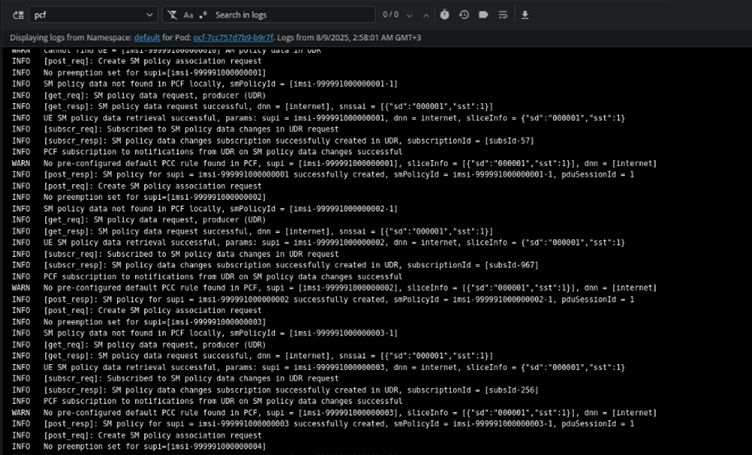 pcf
Aa
Search in logs
0 / 0
Displaying logs from Namespace: default for Pod: pcf-7cc757d7b9-b9r7f. Logs from 8/9/2025, 2:58:01 AM GMT+3
WARN Cannot find UE = [imsi-999991000000010] AM policy data in UDR
INFO [post_req]: Create SM policy association request
INFO No preemption set for supi=[imsi-999991000000001]
INFO SM policy data not found in PCF locally, smPolicyId = [imsi-999991000000001-1]
INFO [get_req]: SM policy data request, producer (UDR)
INFO [get_resp]: SM policy data request successful, dnn = [internet], snssai = [{"sd":"000001","sst":1}]
INFO UE SM policy data retrieval successful, params: supi = imsi-999991000000001, dnn = internet, sliceInfo = {"sd":"000001","sst":1}
INFO [subscr_req]: Subscribed to SM policy data changes in UDR request
INFO [subscr_resp]: SM policy data changes subscription successfully created in UDR, subscriptionId = [subsId-57]
INFO PCF subscription to notifications from UDR on SM policy data changes successful
WARN No pre-configured default PCC rule found in PCF, supi = [imsi-999991000000001], sliceInfo = [{"sd":"000001","sst":1}], dnn = [internet]
INFO [post_resp]: SM policy for supi = imsi-999991000000001 successfully created, smPolicyId = imsi-999991000000001-1, pduSessionId = 1
INFO [post_req]: Create SM policy association request
INFO No preemption set for supi=[imsi-999991000000002]
INFO SM policy data not found in PCF locally, smPolicyId = [imsi-999991000000002-1]
INFO [get_req]: SM policy data request, producer (UDR)
INFO [get_resp]: SM policy data request successful, dnn = [internet], snssai = [{"sd":"000001","sst":1}]
INFO UE SM policy data retrieval successful, params: supi = imsi-999991000000002, dnn = internet, sliceInfo = {"sd":"000001","sst":1}
INFO [subscr_req]: Subscribed to SM policy data changes in UDR request
INFO [subscr_resp]: SM policy data changes subscription successfully created in UDR, subscriptionId = [subsId-967]
INFO PCF subscription to notifications from UDR on SM policy data changes successful
WARN No pre-configured default PCC rule found in PCF, supi = [imsi-999991000000002], sliceInfo = [{"sd":"000001","sst":1}], dnn = [internet]
INFO [post_resp]: SM policy for supi = imsi-999991000000002 successfully created, smPolicyId = imsi-999991000000002-1, pduSessionId = 1
INFO [post_req]: Create SM policy association request
INFO No preemption set for supi=[imsi-999991000000003]
INFO SM policy data not found in PCF locally, smPolicyId = [imsi-999991000000003-1]
INFO [get_req]: SM policy data request, producer (UDR)
INFO [get_resp]: SM policy data request successful, dnn = [internet], snssai = [{"sd":"000001","sst":1}]
INFO UE SM policy data retrieval successful, params: supi = imsi-999991000000003, dnn = internet, sliceInfo = {"sd":"000001","sst":1}
INFO [subscr_req]: Subscribed to SM policy data changes in UDR request
INFO [subscr_resp]: SM policy data changes subscription successfully created in UDR, subscriptionId = [subsId-256]
INFO PCF subscription to notifications from UDR on SM policy data changes successful
WARN No pre-configured default PCC rule found in PCF, supi = [imsi-999991000000003], sliceInfo = [{"sd":"000001","sst":1}], dnn = [internet]
INFO [post_resp]: SM policy for supi = imsi-999991000000003 successfully created, smPolicyId = imsi-999991000000003-1, pduSessionId = 1
INFO [post_req]: Create SM policy association request
INFO No preemption set for supi=[imsi-999991000000004]